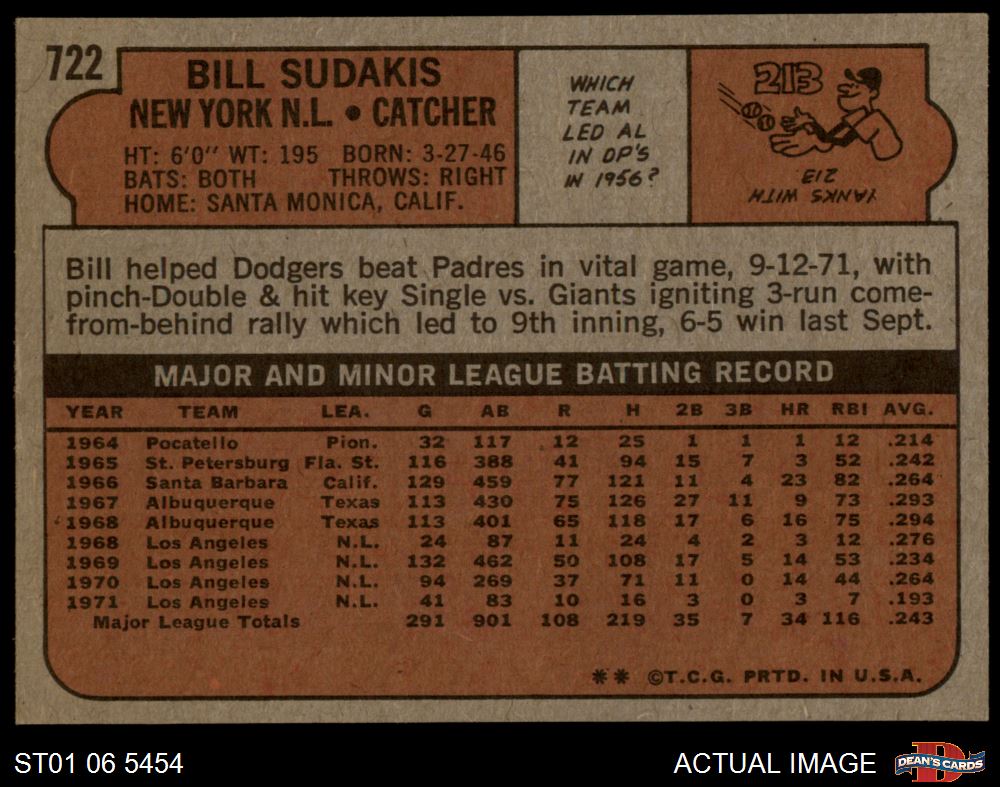 722
BILL SUDAKIS
NEW YORK N.L. • CATCHER
HT: 6'0" WT: 195 BORN: 3-27-46
BATS: BOTH THROWS: RIGHT
HOME: SANTA MONICA, CALIF.
WHICH
TEAM
LED AL
IN DP'S
IN 1956?
213
YANKS WITH
213
Bill helped Dodgers beat Padres in vital game, 9-12-71, with
pinch-Double & hit key Single vs. Giants igniting 3-run come-
from-behind rally which led to 9th inning, 6-5 win last Sept.
MAJOR AND MINOR LEAGUE BATTING RECORD
YEAR TEAM LEA. G AB R H 2B 3B HR RBI AVG.
1964 Pocatello Pion. 32 117 12 25 1 1 1 12 .214
1965 St. Petersburg Fla. St. 116 388 41 94 15 7 3 52 .242
1966 Santa Barbara Calif. 129 459 77 121 11 4 23 82 .264
1967 Albuquerque Texas 113 430 75 126 27 11 9 73 .293
1968 Albuquerque Texas 113 401 65 118 17 6 16 75 .294
1968 Los Angeles N.L. 24 87 11 24 4 2 3 12 .276
1969 Los Angeles N.L. 132 462 50 108 17 5 14 53 .234
1970 Los Angeles N.L. 94 269 37 71 11 0 14 44 .264
1971 Los Angeles N.L. 41 83 10 16 3 0 3 7 .193
Major League Totals 291 901 108 219 35 7 34 116 .243
** ©T.C.G. PRTD. IN U.S.A.
ST01 06 5454
ACTUAL IMAGE
D
DEAN'S CARDS